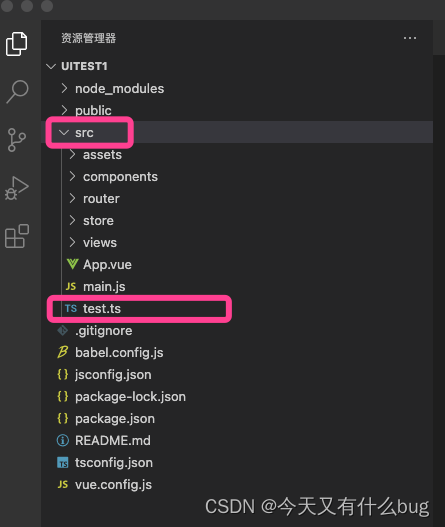 资源管理器
UITEST1
node_modules
public
src
assets
components
router
store
views
App.vue
JS main.js
TS test.ts
.gitignore
babel.config.js
{} jsconfig.json
{} package-lock.json
{} package.json
README.md
TS tsconfig.json
JS vue.config.js
CSDN @今天又有什么bug